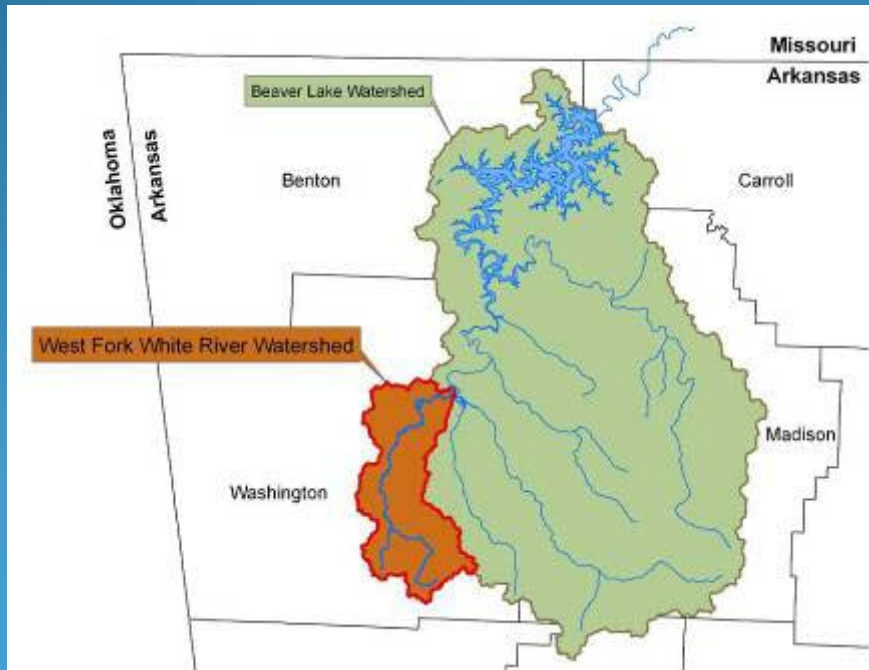 Missouri
Arkansas
Beaver Lake Watershed
Oklahoma
Arkansas
Benton
Carroll
West Fork White River Watershed
Madison
Washington